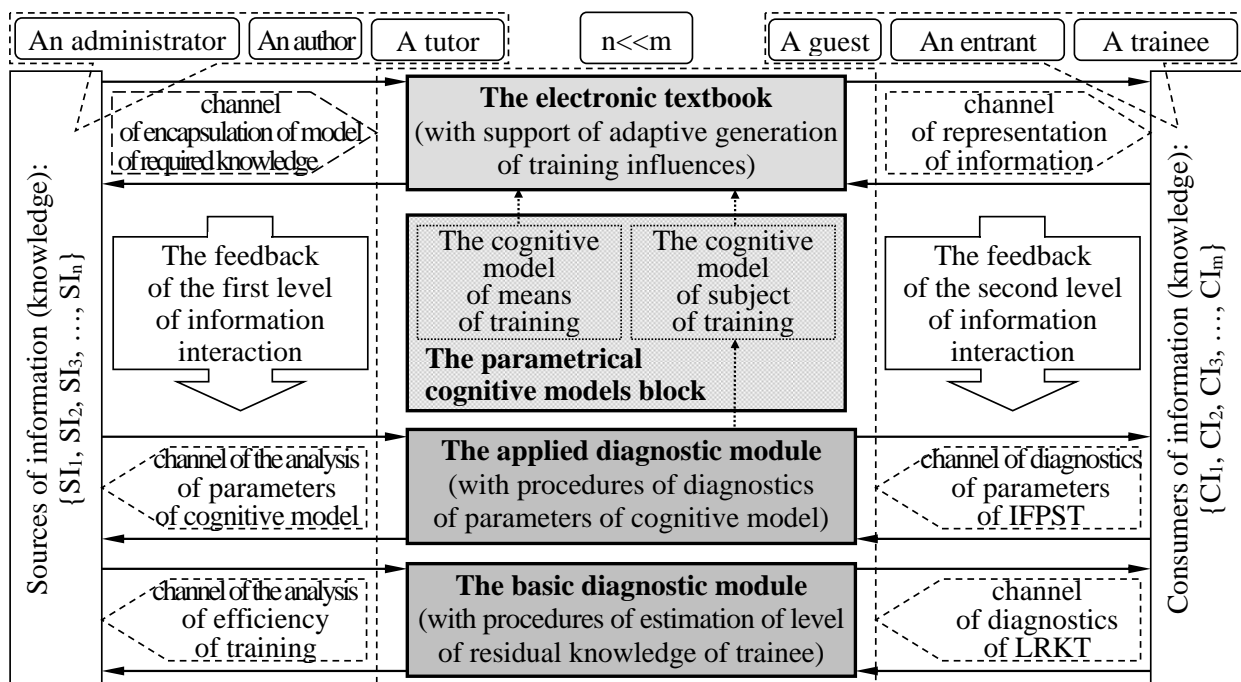 An administrator
An author
A tutor
n<<m
A guest
An entrant
A trainee
Sources of information (knowledge):
{SI₁, SI₂, SI₃, …, SIₙ}
channel
of encapsulation of model
of required knowledge
The electronic textbook
(with support of adaptive generation
of training influences)
channel
of representation
of information
Consumers of information (knowledge):
{CI₁, CI₂, CI₃, …, CIₘ}
The feedback
of the first level
of information
interaction
The cognitive
model
of means
of training
The cognitive
model
of subject
of training
The parametrical
cognitive models block
The feedback
of the second level
of information
interaction
channel of the analysis
of parameters
of cognitive model
The applied diagnostic module
(with procedures of diagnostics
of parameters of cognitive model)
channel of diagnostics
of parameters
of IFPST
channel of the analysis
of efficiency
of training
The basic diagnostic module
(with procedures of estimation of level
of residual knowledge of trainee)
channel
of diagnostics
of LRKT